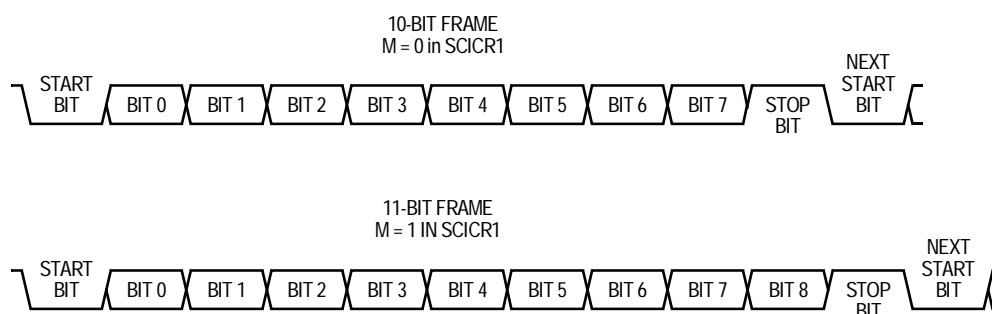 10-BIT FRAME
M = 0 in SCICR1
START
BIT
BIT 0
BIT 1
BIT 2
BIT 3
BIT 4
BIT 5
BIT 6
BIT 7
STOP
BIT
NEXT
START
BIT
11-BIT FRAME
M = 1 IN SCICR1
START
BIT
BIT 0
BIT 1
BIT 2
BIT 3
BIT 4
BIT 5
BIT 6
BIT 7
BIT 8
STOP
BIT
NEXT
START
BIT